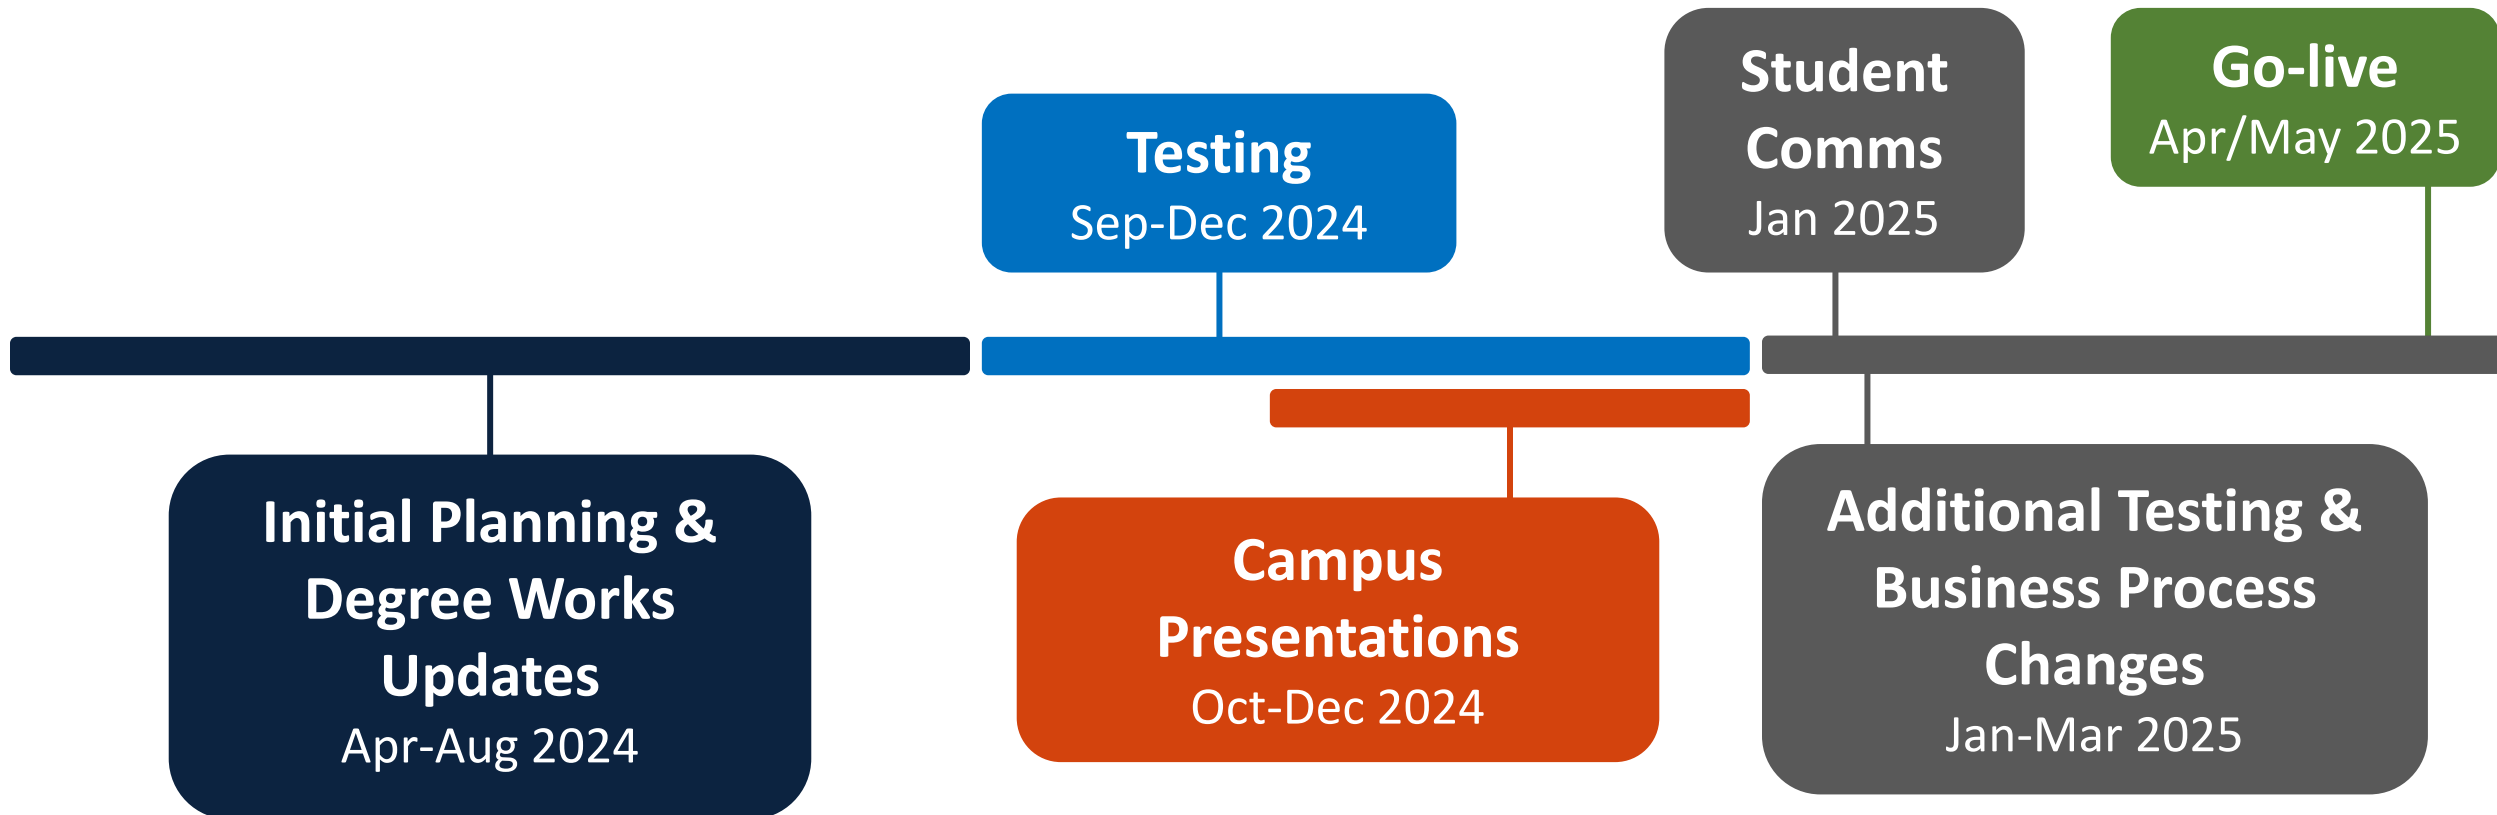 Student
Comms
Jan 2025
Go-live
Apr/May 2025
Testing
Sep-Dec 2024
Initial Planning &
Degree Works
Updates
Apr-Aug 2024
Campus
Presentations
Oct-Dec 2024
Additional Testing &
Business Process
Changes
Jan-Mar 2025